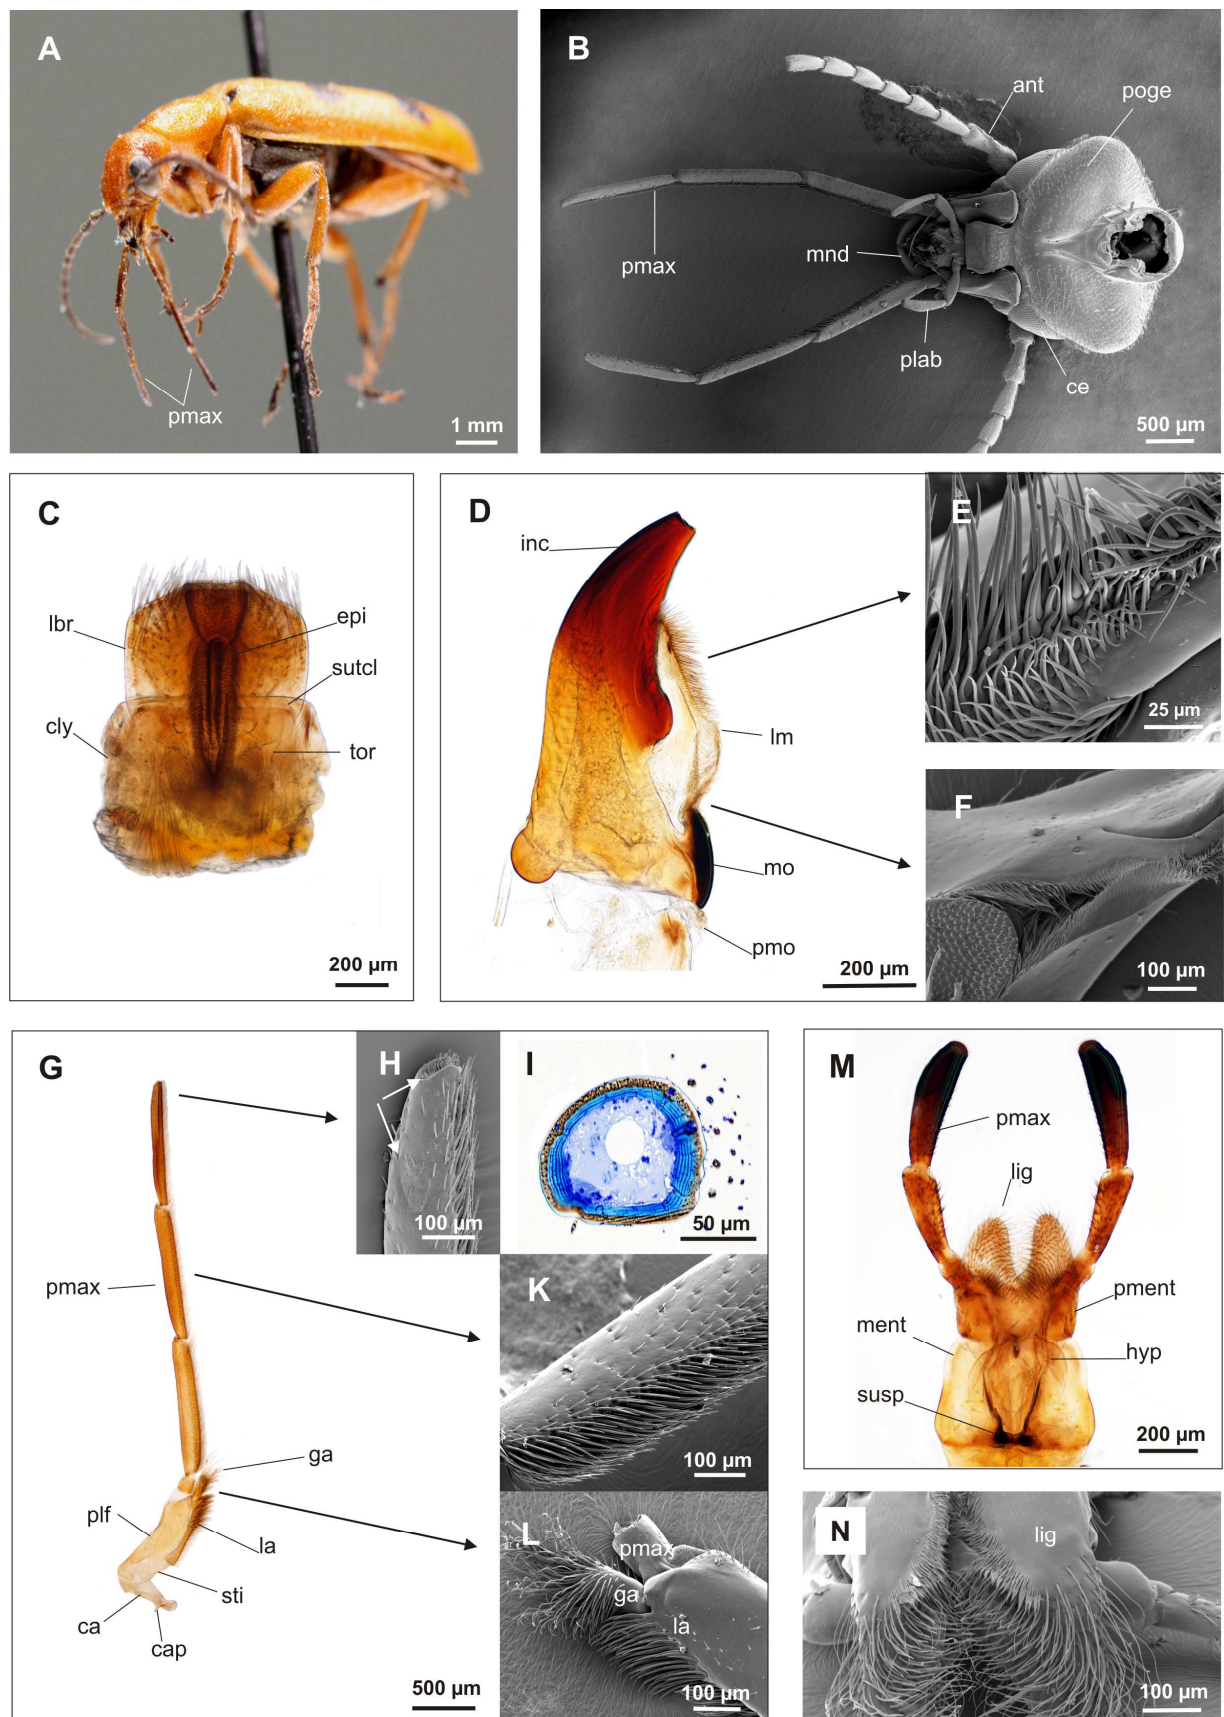 A
pmax
1 mm
B
ant
poge
pmax
mnd
plab
ce
500 µm
C
lbr
epi
sutcl
cly
tor
200 µm
D
inc
lm
mo
pmo
200 µm
E
25 µm
F
100 µm
G
pmax
ga
plf
la
sti
ca
cap
500 µm
H
100 µm
I
50 µm
K
100 µm
L
pmax
ga
la
100 µm
M
pmax
lig
pment
ment
hyp
susp
200 µm
N
lig
100 µm